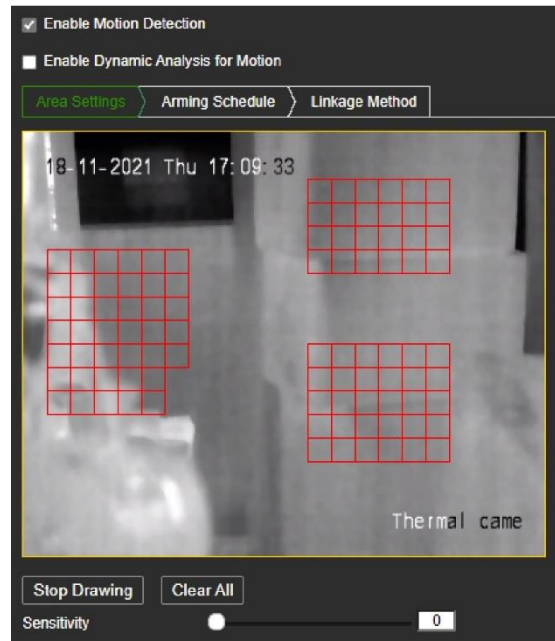 Enable Motion Detection
Enable Dynamic Analysis for Motion
Area Settings Arming Schedule Linkage Method
18-11-2021 Thu 17:09:33
Thermal came
Stop Drawing Clear All
Sensitivity 0